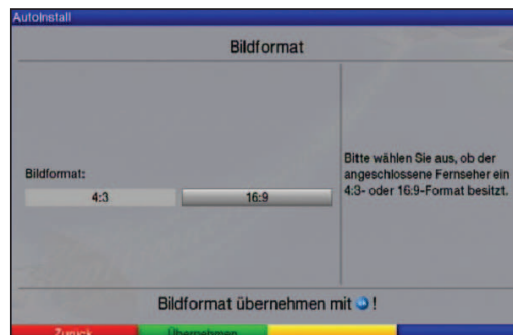 AutoInstall
Bildformat
Bildformat:
4:3
16:9
Bitte wählen Sie aus, ob der
angeschlossene Fernseher ein
4:3- oder 16:9-Format besitzt.
Bildformat übernehmen mit !
Zurück
Übernehmen